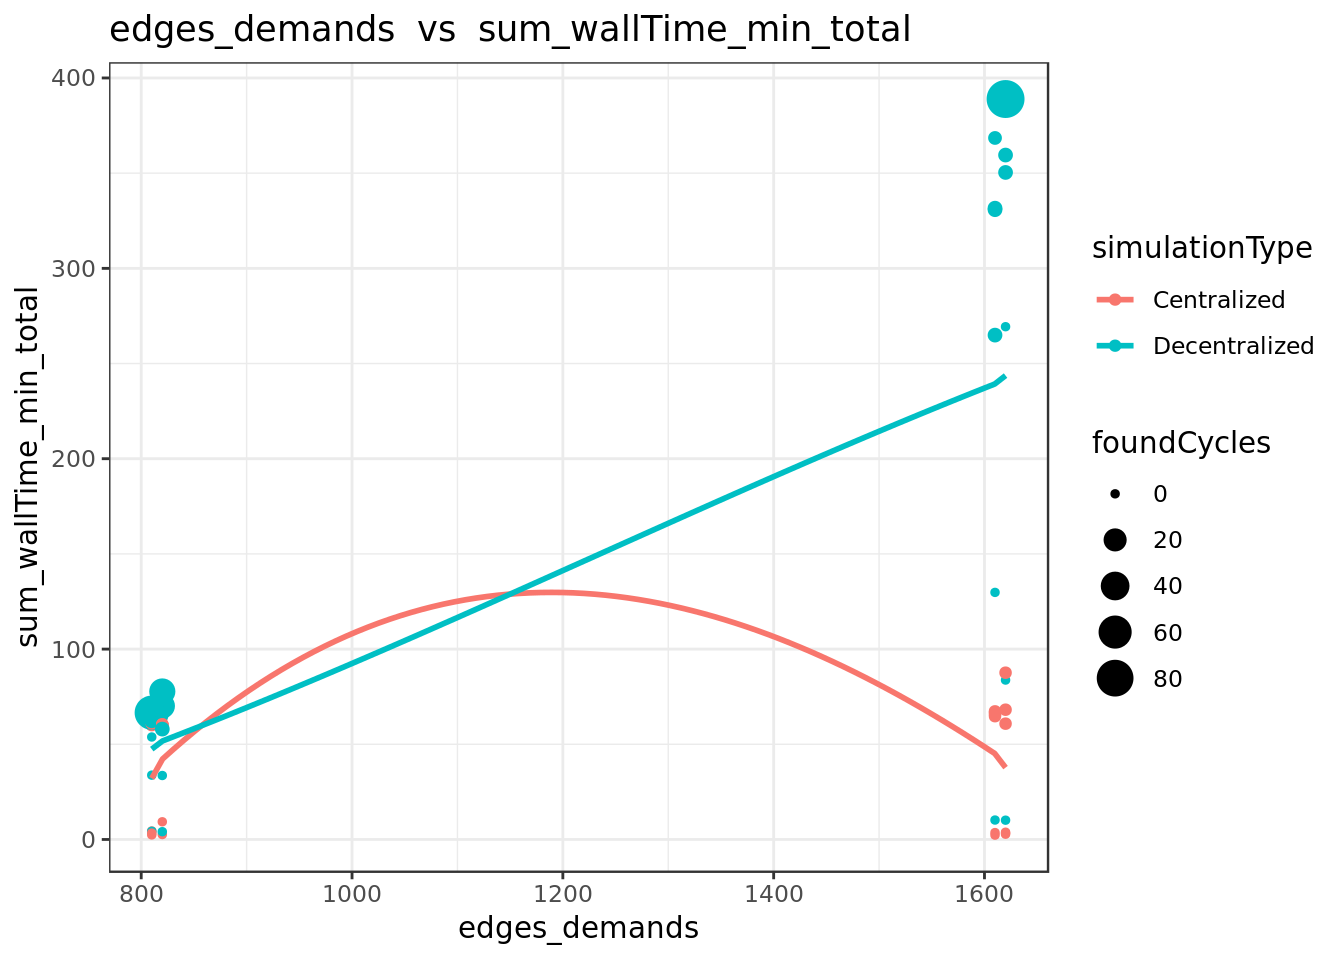 edges_demands  vs  sum_wallTime_min_total
400
300
200
100
0
sum_wallTime_min_total
800
1000
1200
1400
1600
edges_demands
simulationType
Centralized
Decentralized
foundCycles
0
20
40
60
80